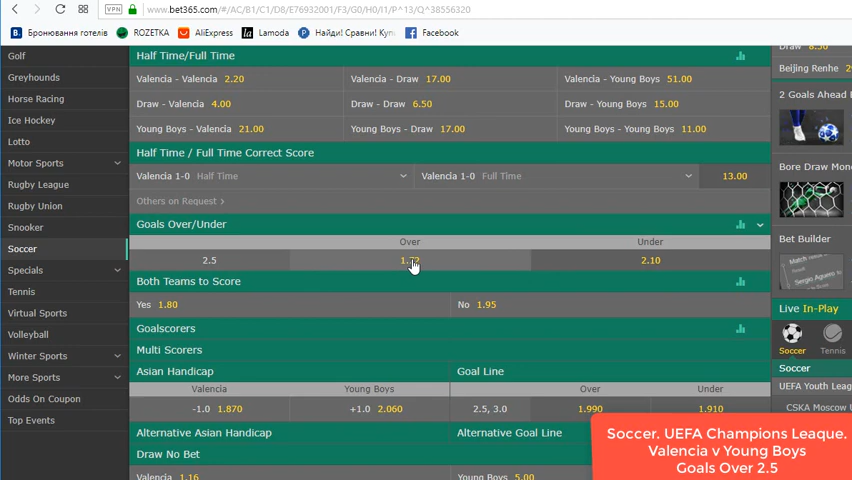 VPN www.bet365.com/#/AC/B1/C1/D8/E76932001/F3/G0/H0/I1/P^13/Q^38556320
B. Бронювання готелів ROZETKA AliExpress la Lamoda P Найди! Сравни! Facebook
Golf
Greyhounds
Horse Racing
Ice Hockey
Lotto
Motor Sports
Rugby League
Rugby Union
Snooker
Soccer
Specials
Tennis
Virtual Sports
Volleyball
Winter Sports
More Sports
Odds On Coupon
Top Events
Half Time/Full Time
Valencia - Valencia 2.20 Valencia - Draw 17.00 Valencia - Young Boys 51.00
Draw - Valencia 4.00 Draw - Draw 6.50 Draw - Young Boys 15.00
Young Boys - Valencia 21.00 Young Boys - Draw 17.00 Young Boys - Young Boys 11.00
Half Time / Full Time Correct Score
Valencia 1-0 Half Time Valencia 1-0 Full Time 13.00
Others on Request >
Goals Over/Under
Over Under
2.5 2.10
Both Teams to Score
Yes 1.80 No 1.95
Goalscorers
Multi Scorers
Asian Handicap Goal Line
Valencia Young Boys Over Under
-1.0 1.870 +1.0 2.060 2.5, 3.0 1.990 1.910
Alternative Asian Handicap Alternative Goal Line
Draw No Bet
Valencia 1.16 Young Boys 5.00
Draw 8.50
Beijing Renhe
2 Goals Ahead
Bore Draw
Bet Builder
Live In-Play
Soccer Tennis
Soccer
UEFA Youth
CSKA Moscow
Soccer. UEFA Champions Leaque.
Valencia v Young Boys
Goals Over 2.5